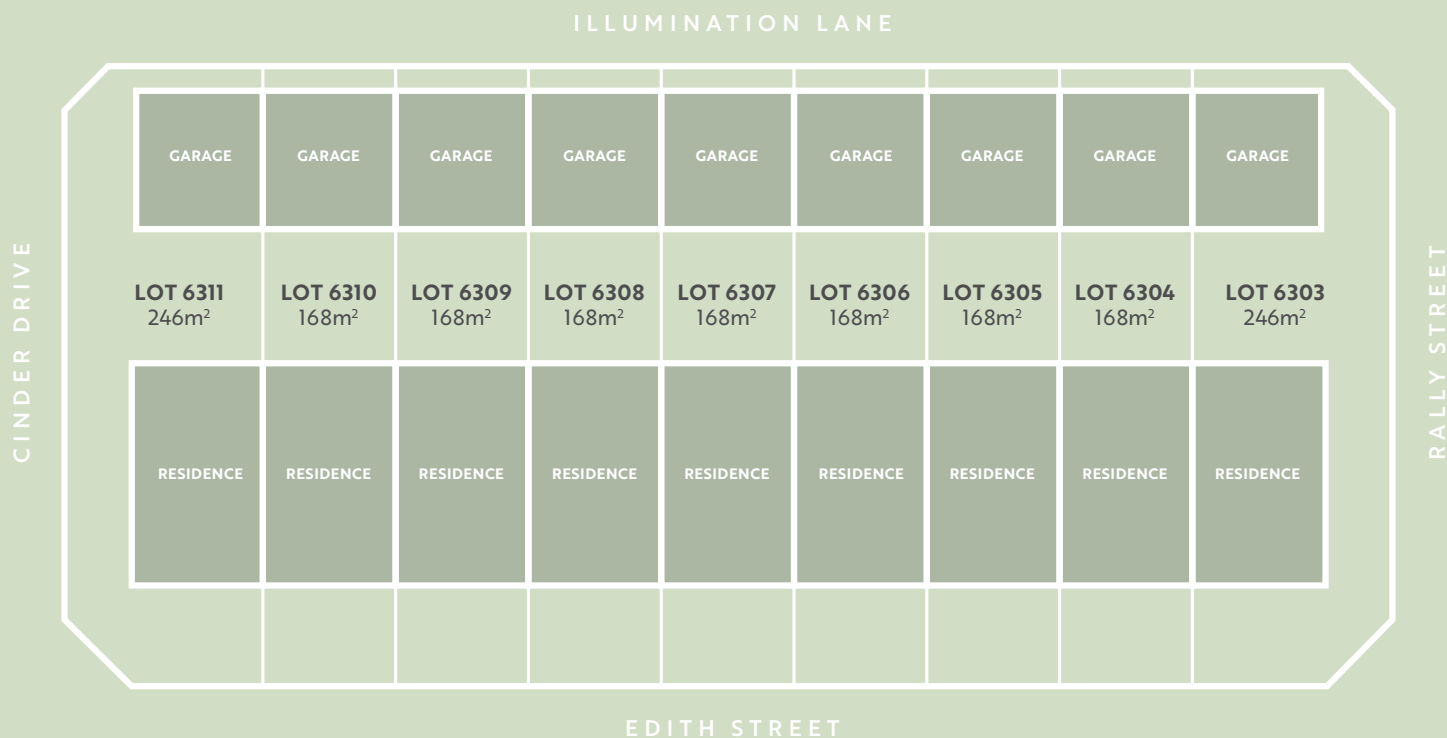 ILLUMINATION LANE
GARAGE GARAGE GARAGE GARAGE GARAGE GARAGE GARAGE GARAGE GARAGE
CINDER DRIVE
LOT 6311 LOT 6310 LOT 6309 LOT 6308 LOT 6307 LOT 6306 LOT 6305 LOT 6304 LOT 6303
246m² 168m² 168m² 168m² 168m² 168m² 168m² 168m² 246m²
RALLY STREET
RESIDENCE RESIDENCE RESIDENCE RESIDENCE RESIDENCE RESIDENCE RESIDENCE RESIDENCE RESIDENCE
EDITH STREET